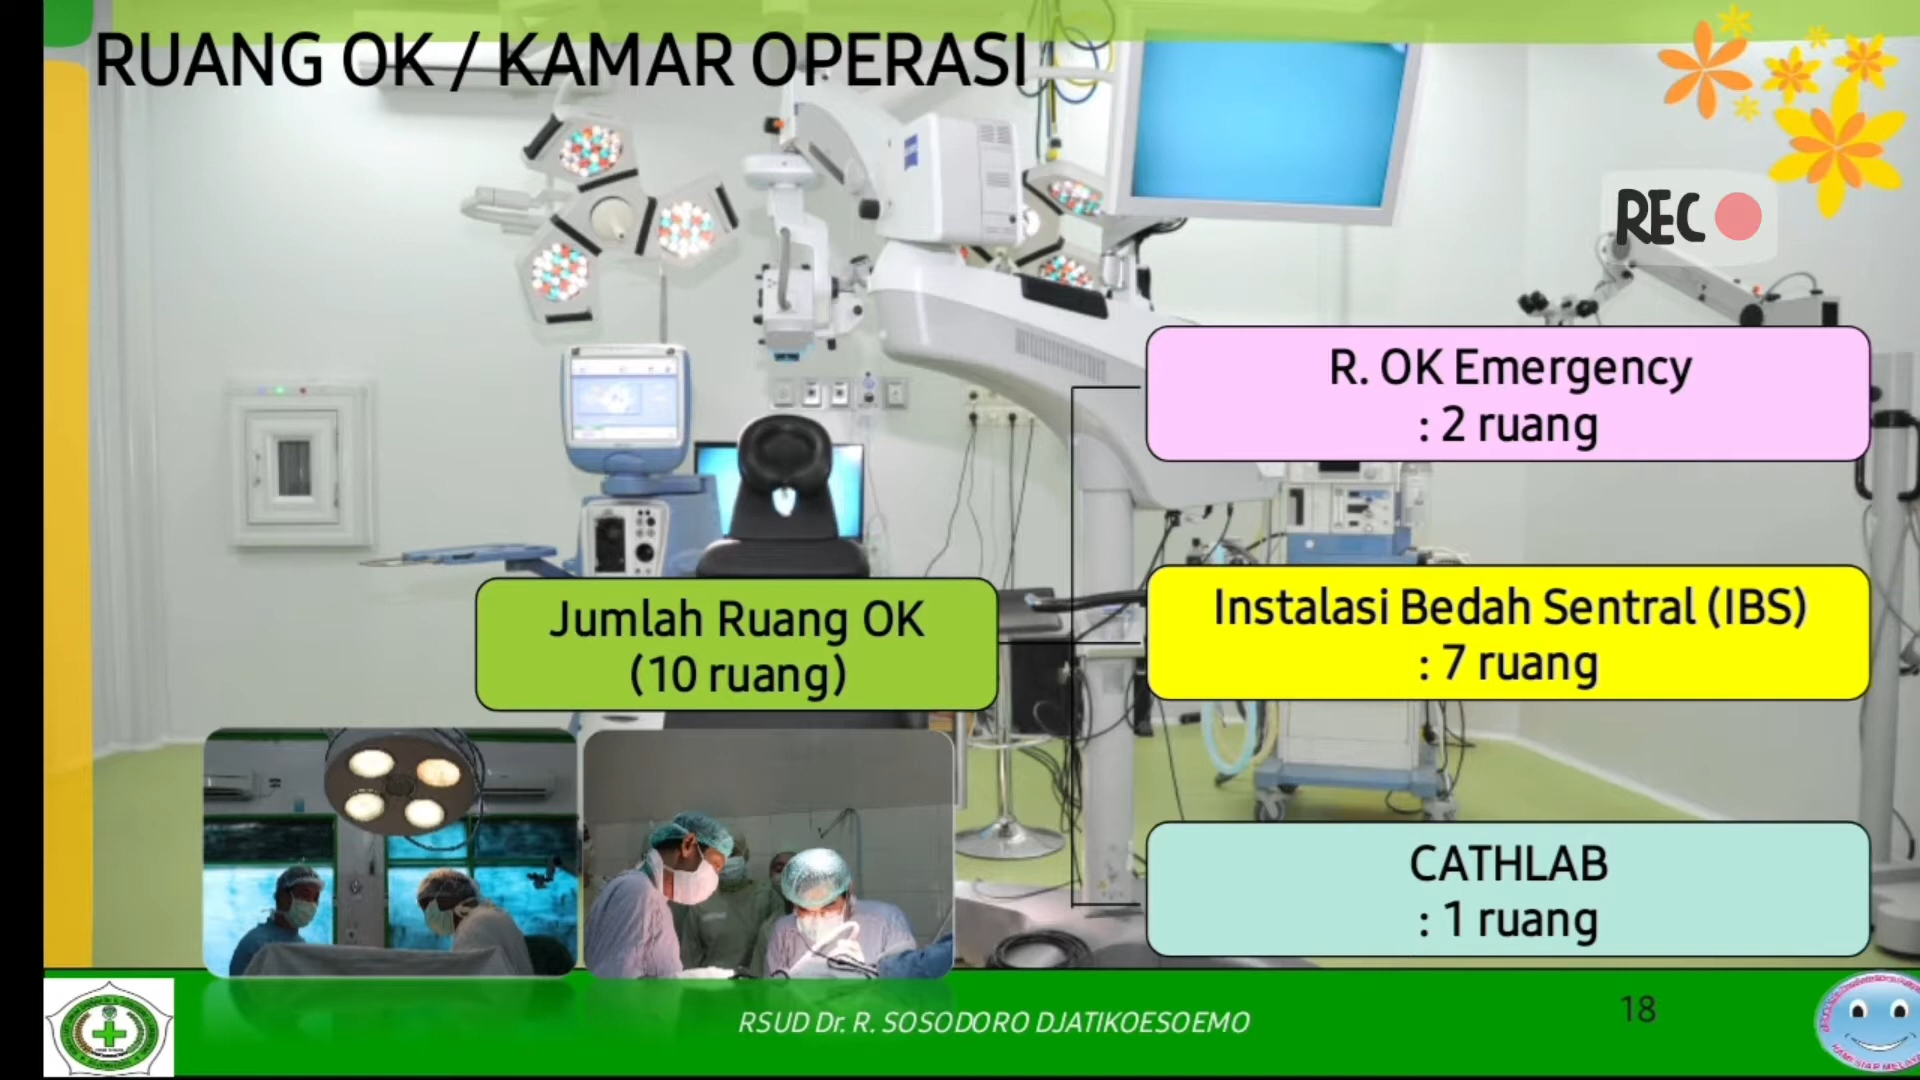 RUANG OK / KAMAR OPERASI
REC
R. OK Emergency
: 2 ruang
Jumlah Ruang OK
(10 ruang)
Instalasi Bedah Sentral (IBS)
: 7 ruang
CATHLAB
: 1 ruang
RSUD Dr. R. SOSODORO DJATIKOESOEMO
18